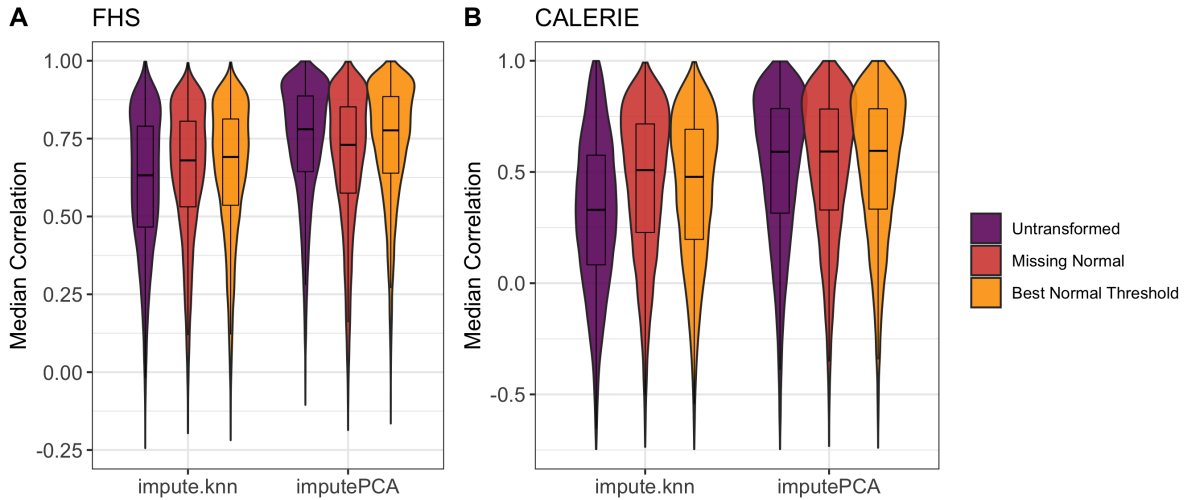 A
FHS
Median Correlation
1.00
0.75
0.50
0.25
0.00
-0.25
impute.knn
imputePCA
B
CALERIE
Median Correlation
1.0
0.5
0.0
-0.5
impute.knn
imputePCA
Untransformed
Missing Normal
Best Normal Threshold